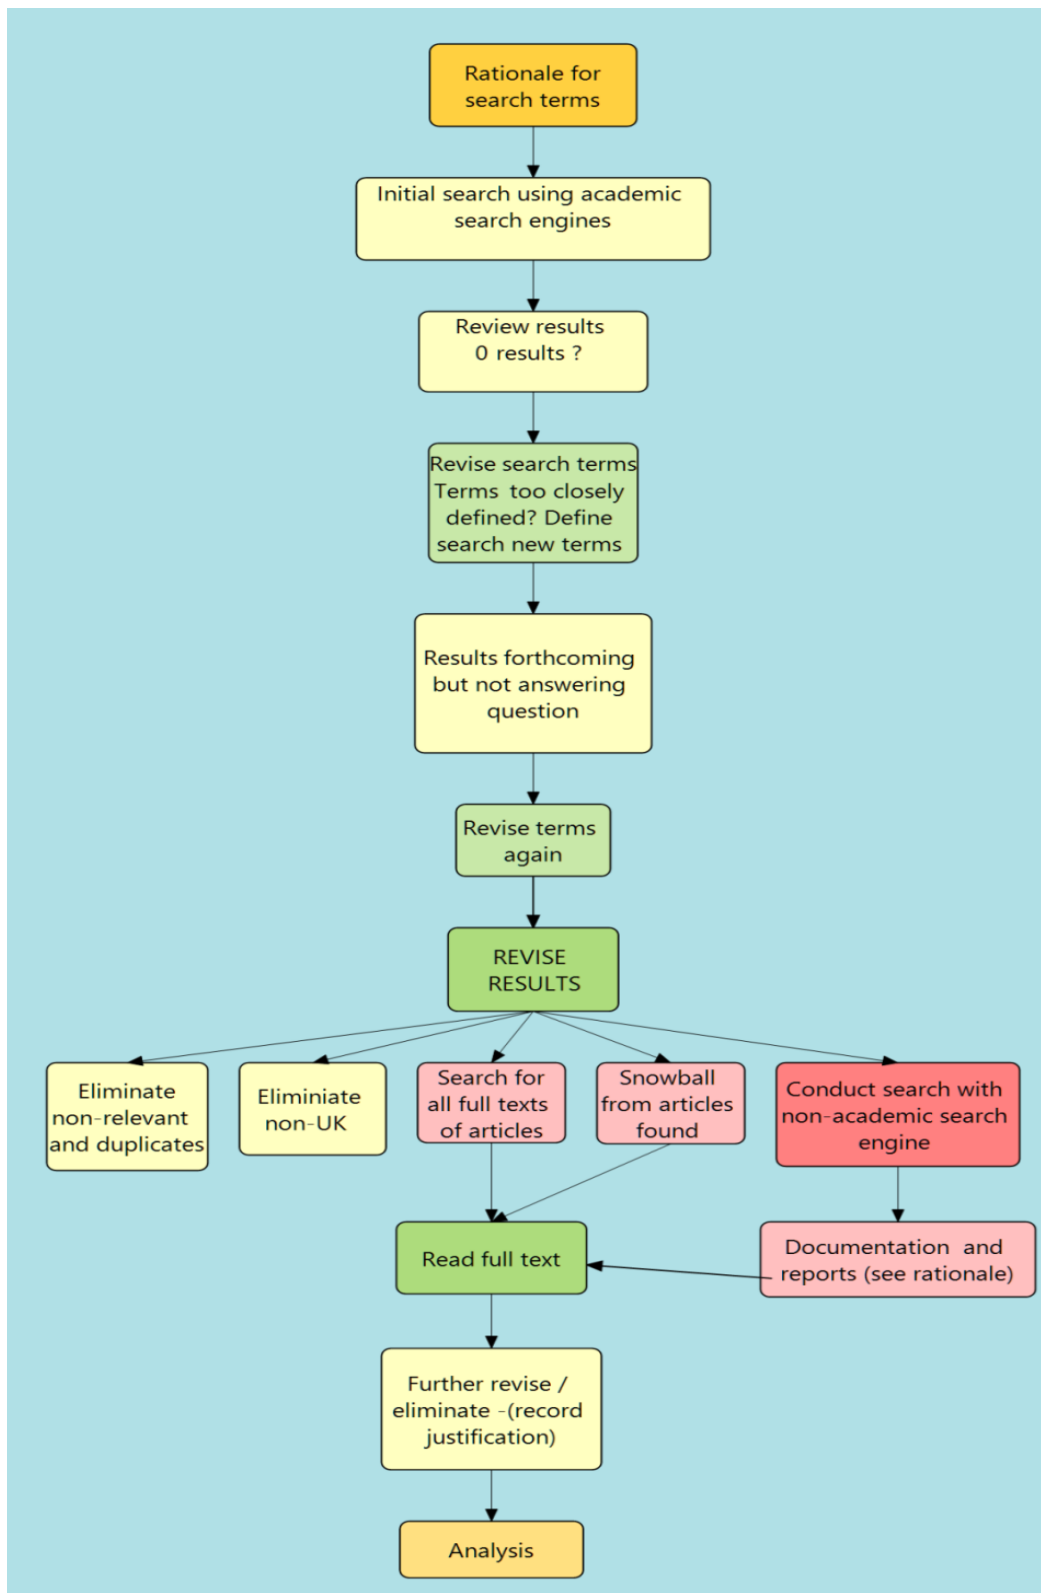 Rationale for
search terms
Initial search using academic
search engines
Review results
0 results ?
Revise search terms
Terms too closely
defined? Define
search new terms
Results forthcoming
but not answering
question
Revise terms
again
REVISE
RESULTS
Eliminate
non-relevant
and duplicates
Eliminiate
non-UK
Search for
all full texts
of articles
Snowball
from articles
found
Conduct search with
non-academic search
engine
Read full text
Documentation and
reports (see rationale)
Further revise /
eliminate -(record
justification)
Analysis